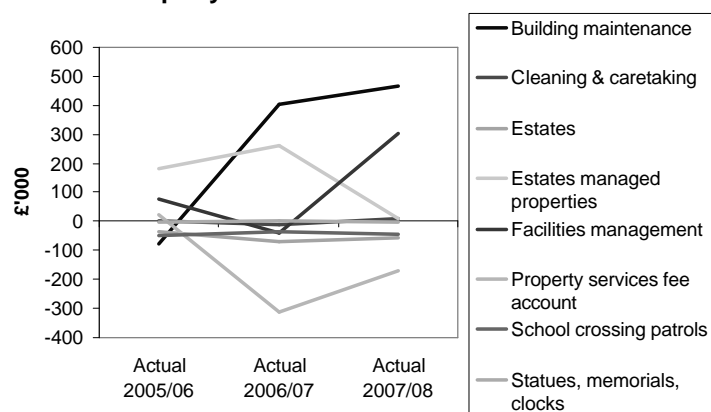 £'000
600
500
400
300
200
100
0
-100
-200
-300
-400
Actual
2005/06
Actual
2006/07
Actual
2007/08
Building maintenance
Cleaning & caretaking
Estates
Estates managed
properties
Facilities management
Property services fee
account
School crossing patrols
Statues, memorials,
clocks